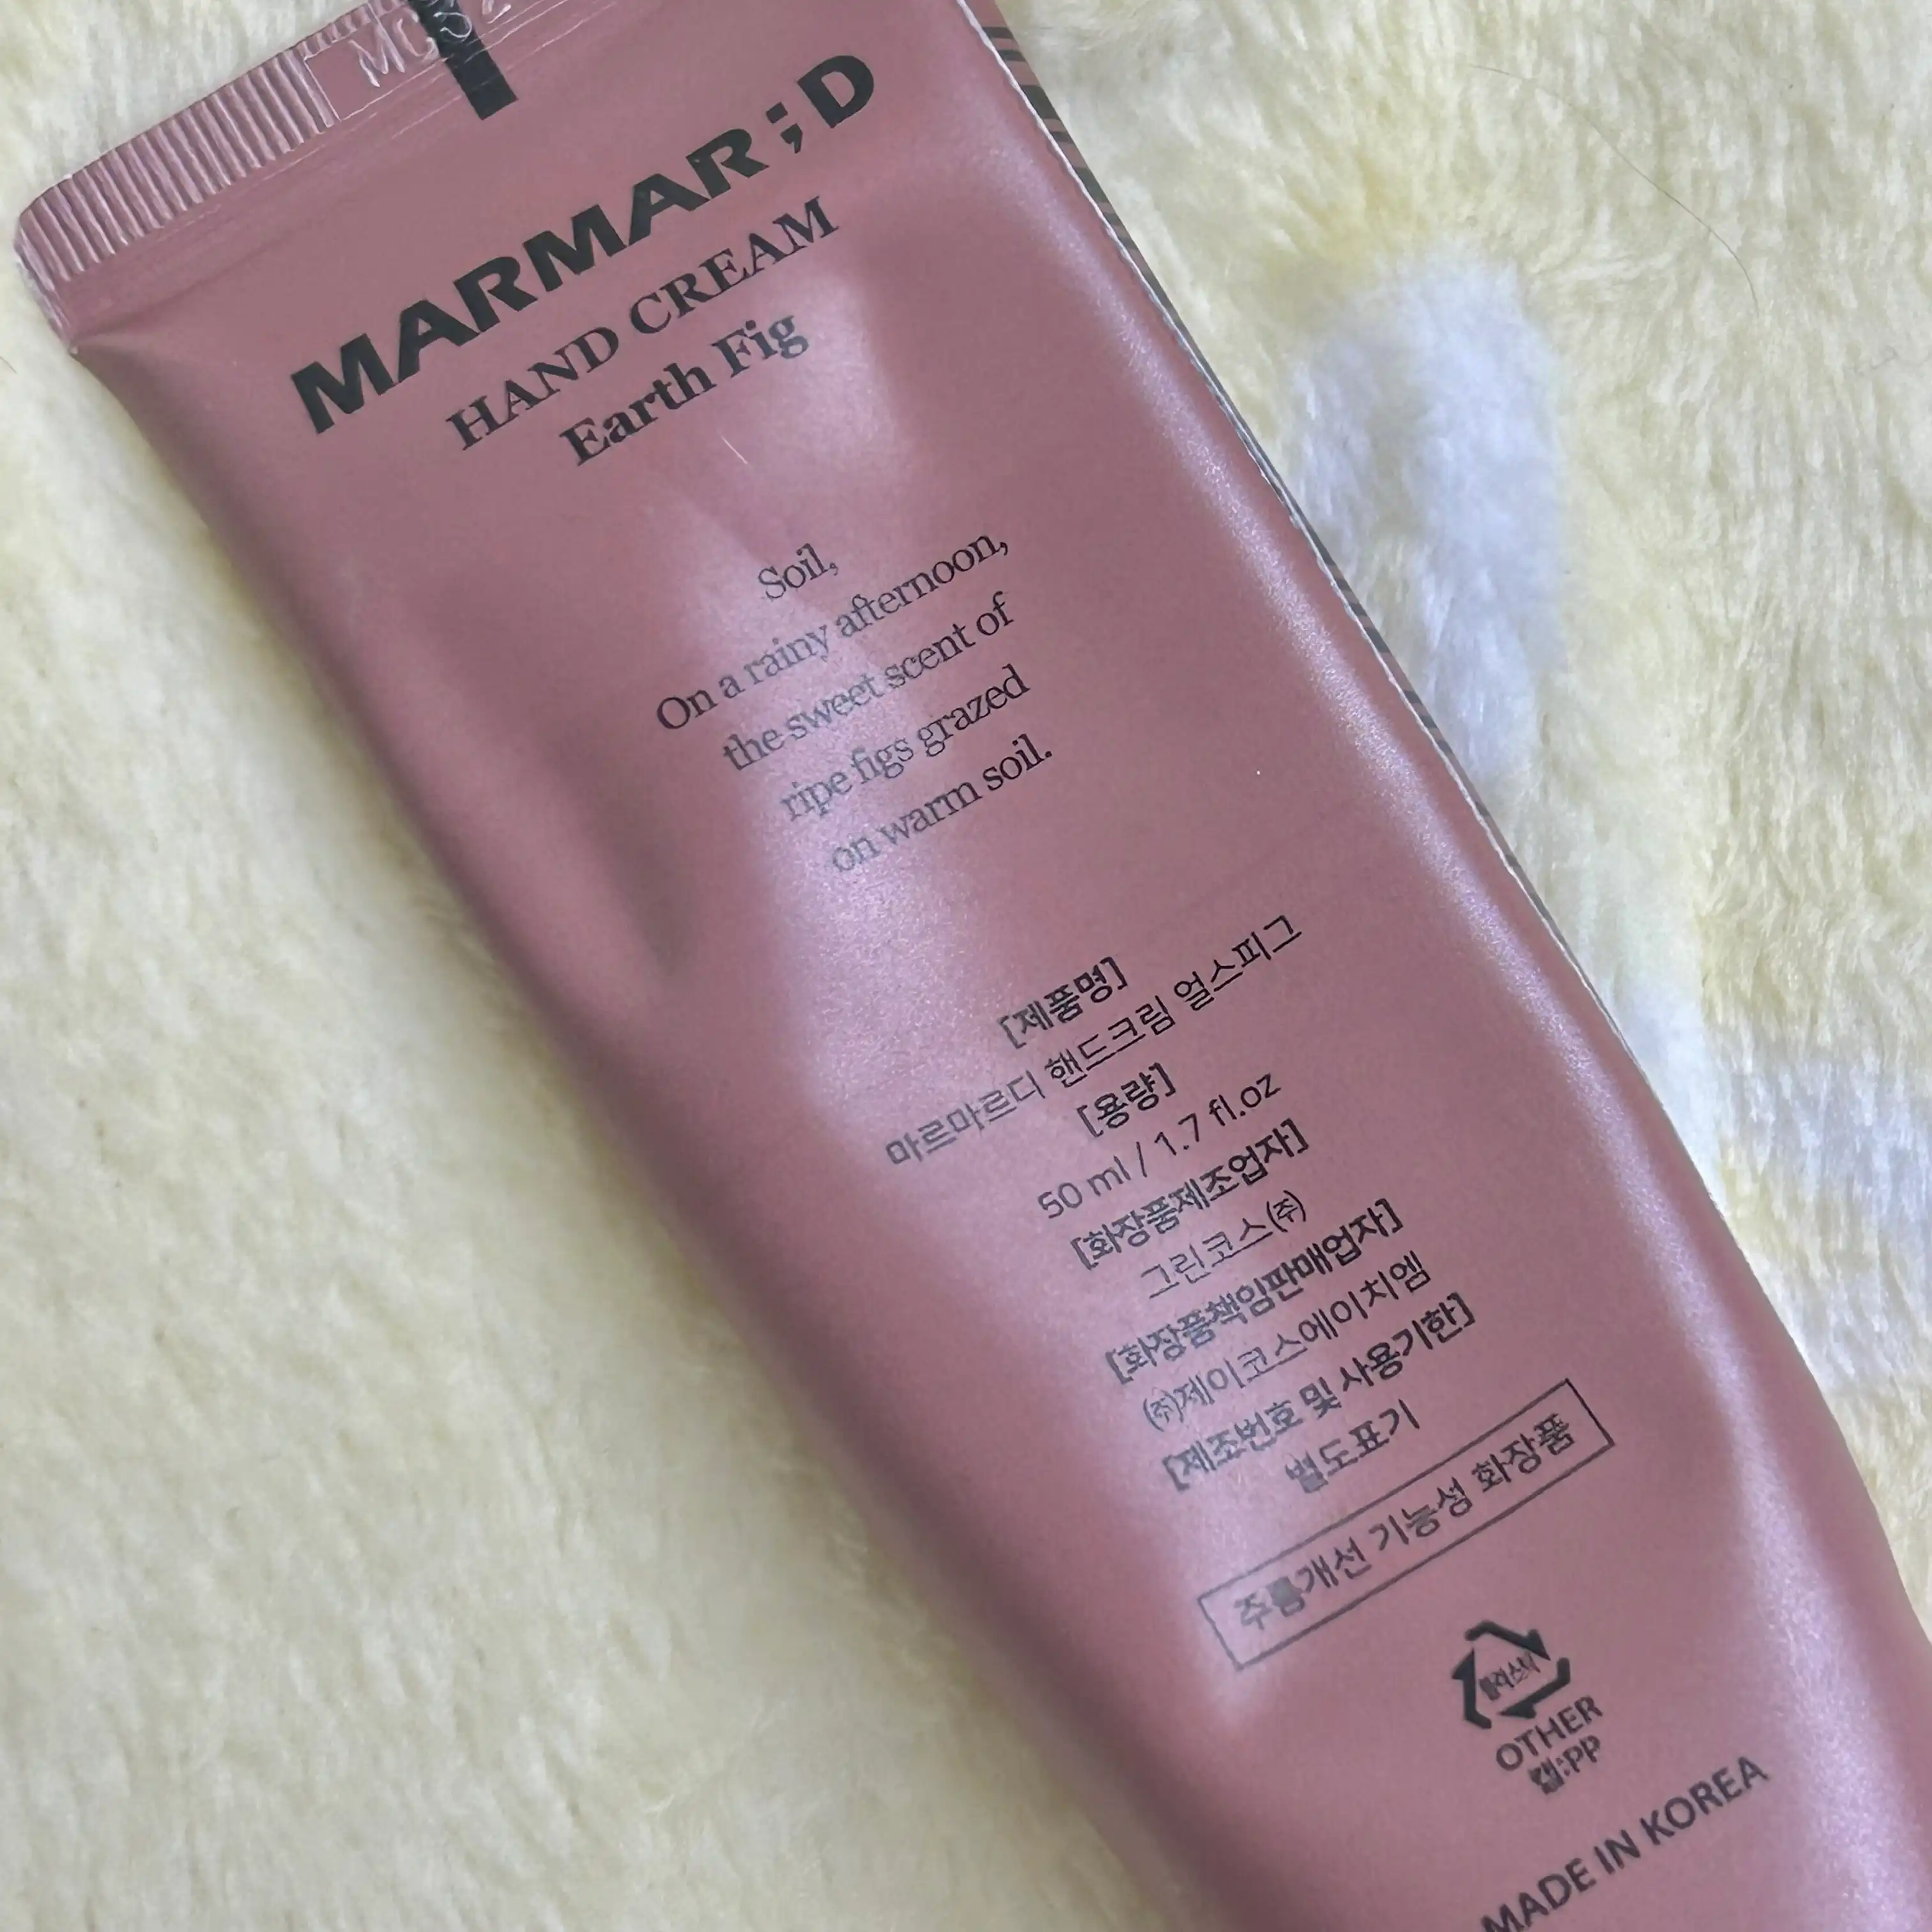 MARMAR;D
HAND CREAM
Earth Fig
Soil,
On a rainy afternoon,
the sweet scent of
ripe figs grazed
on warm soil.
[제품명]
마르마르디 핸드크림 얼스피그
[용량]
50 ml / 1.7 fl.oz
[화장품제조업자]
그린코스㈜
[화장품책임판매업자]
㈜제이코스에이치엠
[제조번호 및 사용기한]
별도표기
주름개선 기능성 화장품
플라스틱
OTHER
캡:PP
MADE IN KOREA